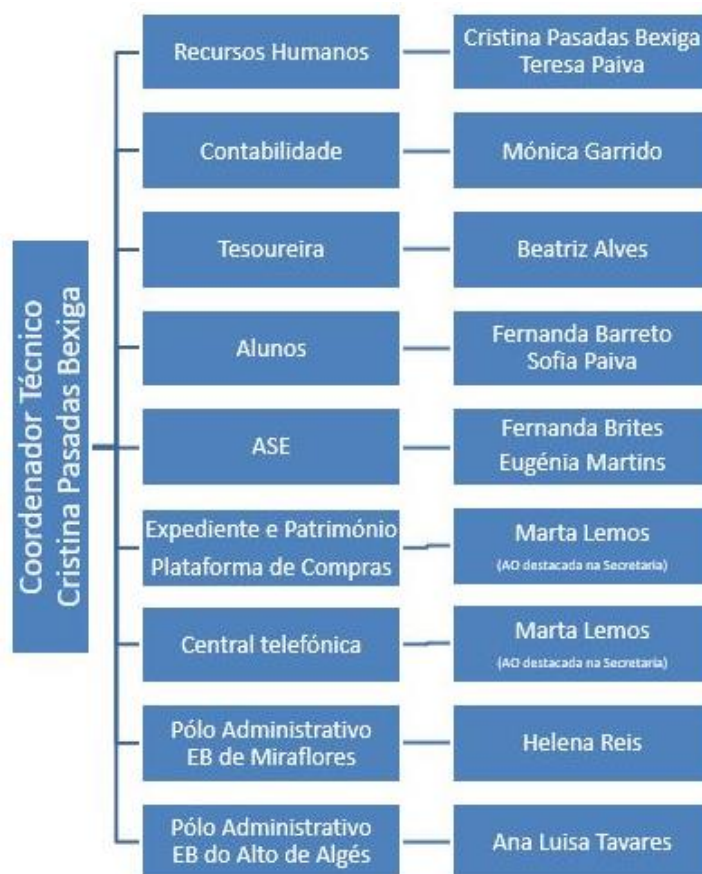 Coordenador Técnico
Cristina Pasadas Bexiga
Recursos Humanos
Cristina Pasadas Bexiga
Teresa Paiva
Contabilidade
Mónica Garrido
Tesoureira
Beatriz Alves
Alunos
Fernanda Barreto
Sofia Paiva
ASE
Fernanda Brites
Eugénia Martins
Expediente e Património
Plataforma de Compras
Marta Lemos
(AO destacada na Secretaria)
Central telefónica
Marta Lemos
(AO destacada na Secretaria)
Pólo Administrativo
EB de Miraflores
Helena Reis
Pólo Administrativo
EB do Alto de Algés
Ana Luisa Tavares